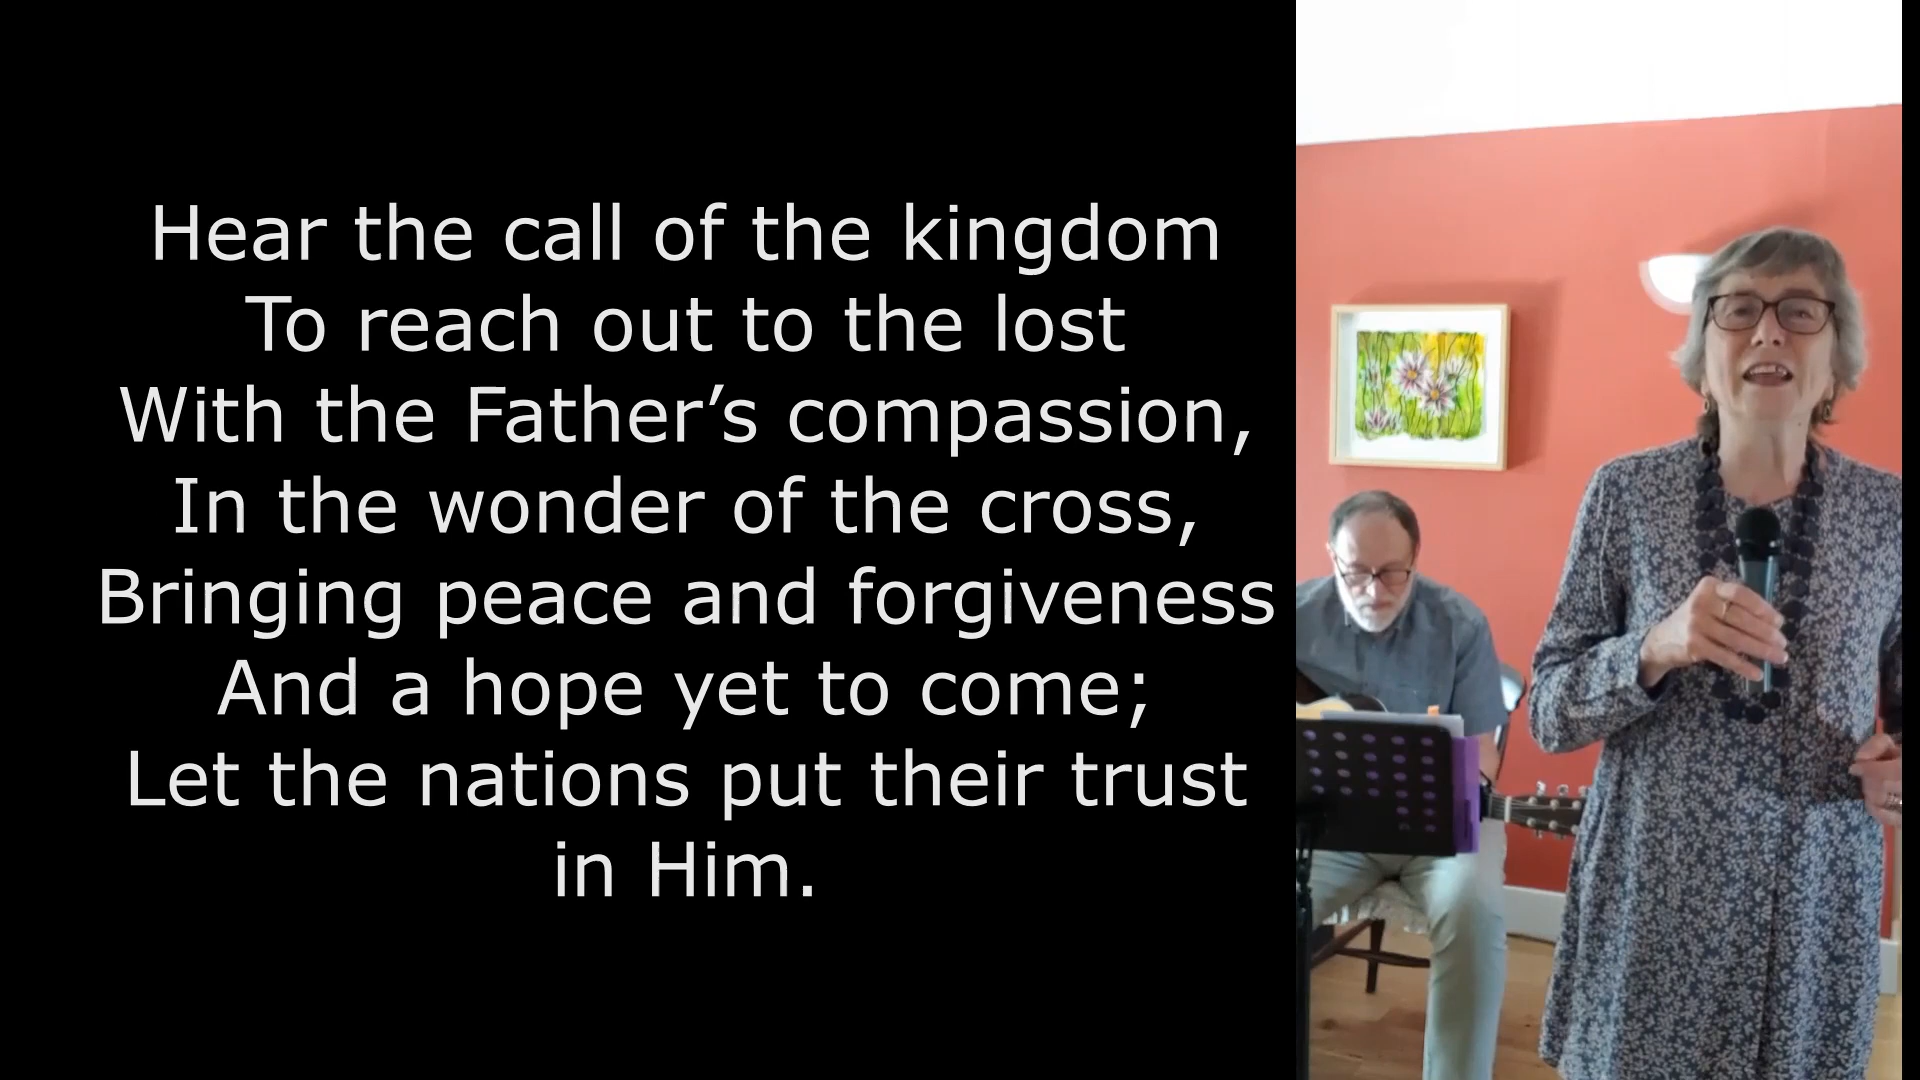 Hear the call of the kingdom
To reach out to the lost
With the Father’s compassion,
In the wonder of the cross,
Bringing peace and forgiveness
And a hope yet to come;
Let the nations put their trust
in Him.